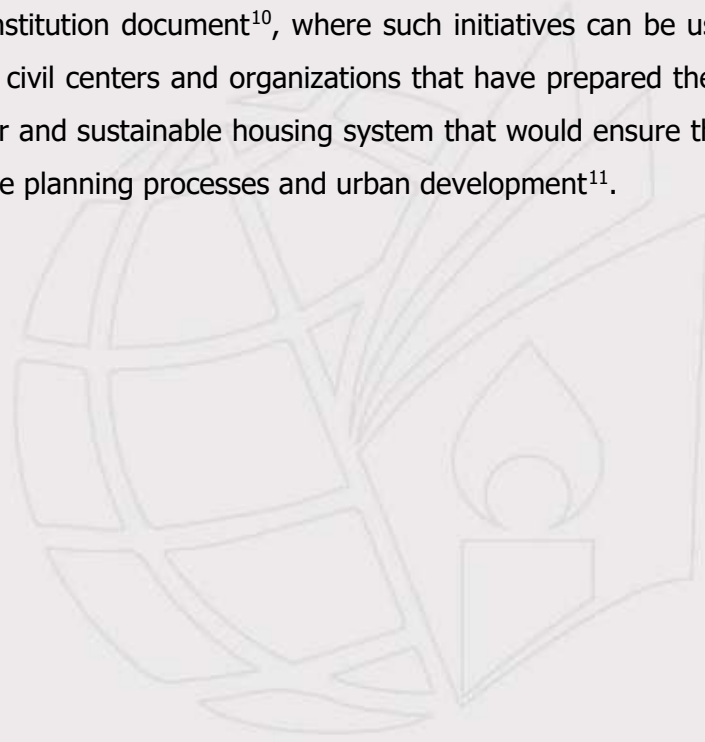 nstitution document¹⁰, where such initiatives can be us
civil centers and organizations that have prepared the
r and sustainable housing system that would ensure th
e planning processes and urban development¹¹.